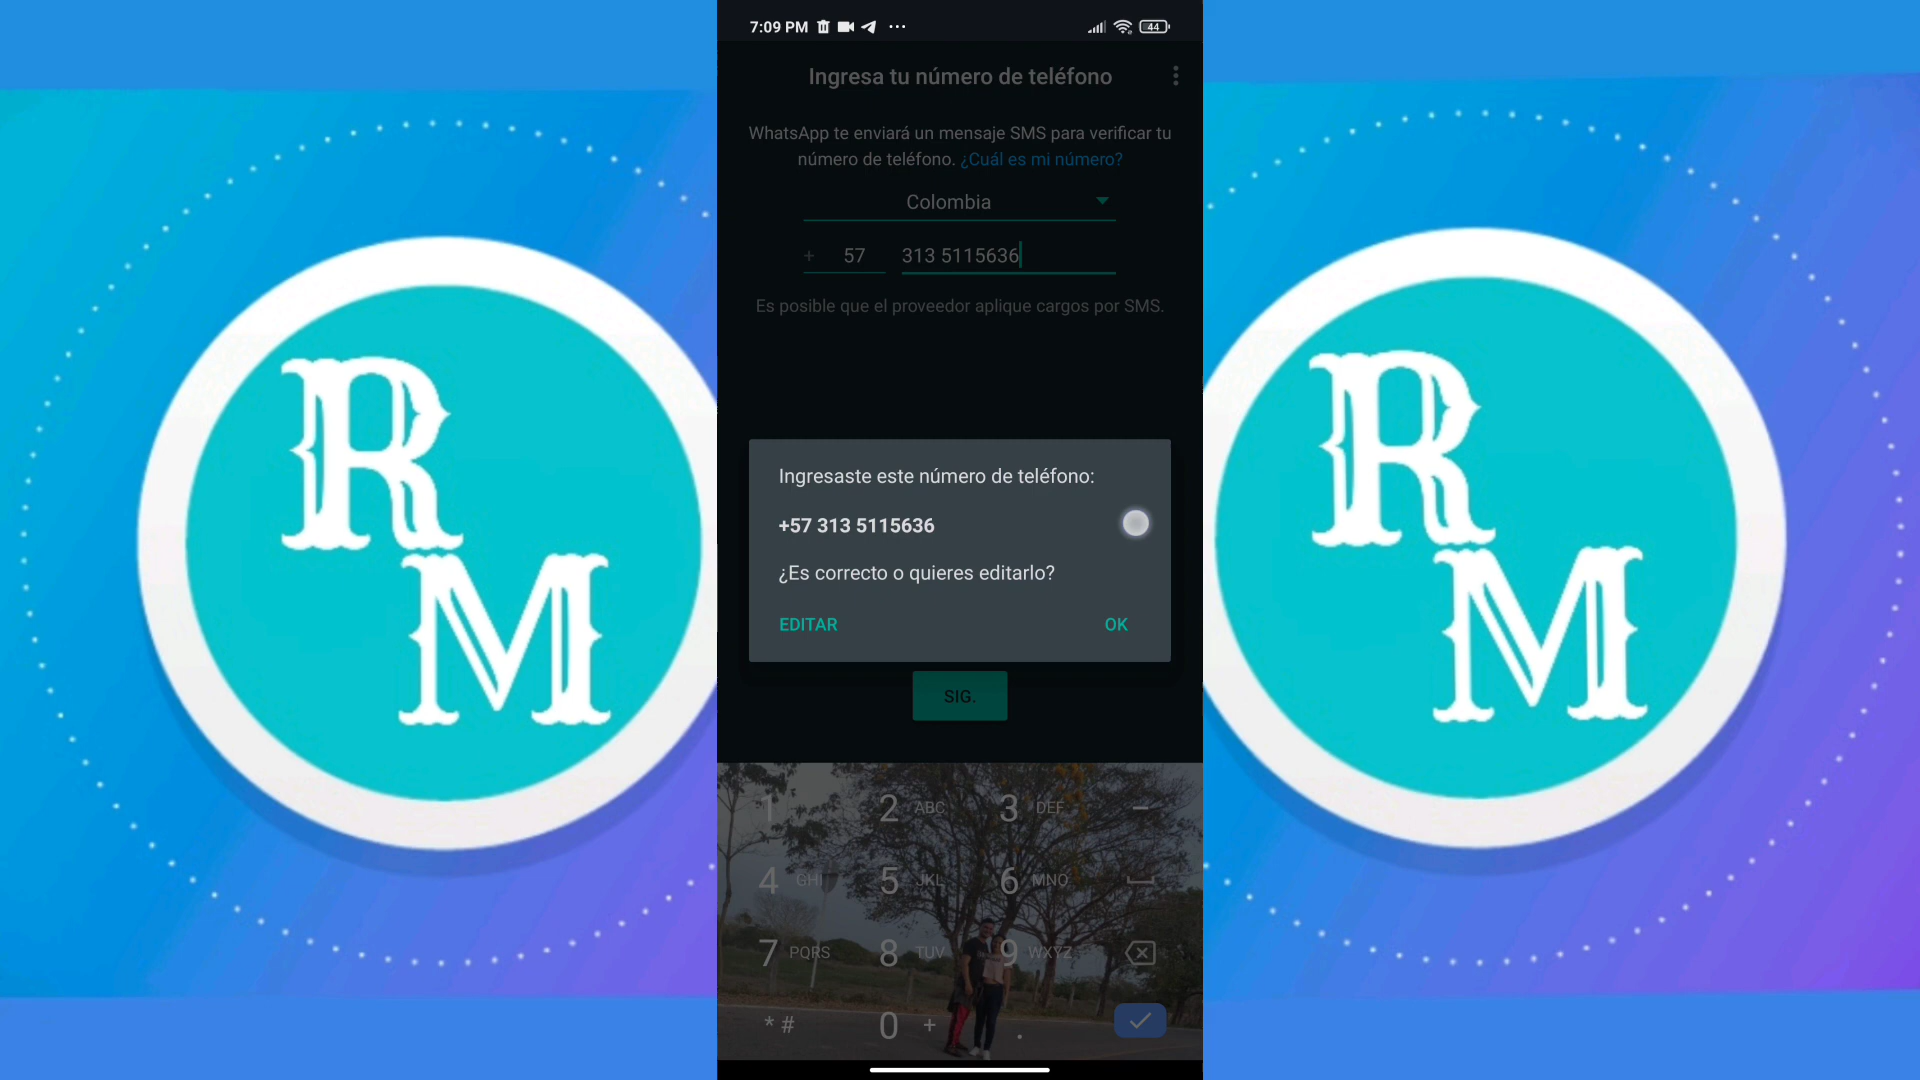 7:09 PM
44
Ingresa tu número de teléfono
WhatsApp te enviará un mensaje SMS para verificar tu
número de teléfono. ¿Cuál es mi número?
Colombia
+ 57 313 5115636
Es posible que el proveedor aplique cargos por SMS.
Ingresaste este número de teléfono:
+57 313 5115636
¿Es correcto o quieres editarlo?
EDITAR OK
SIG.
1 2 ABC 3 DEF -
4 GHI 5 JKL 6 MNO
7 PQRS 8 TUV 9 WXYZ
* # 0 + .
R
M
R
M